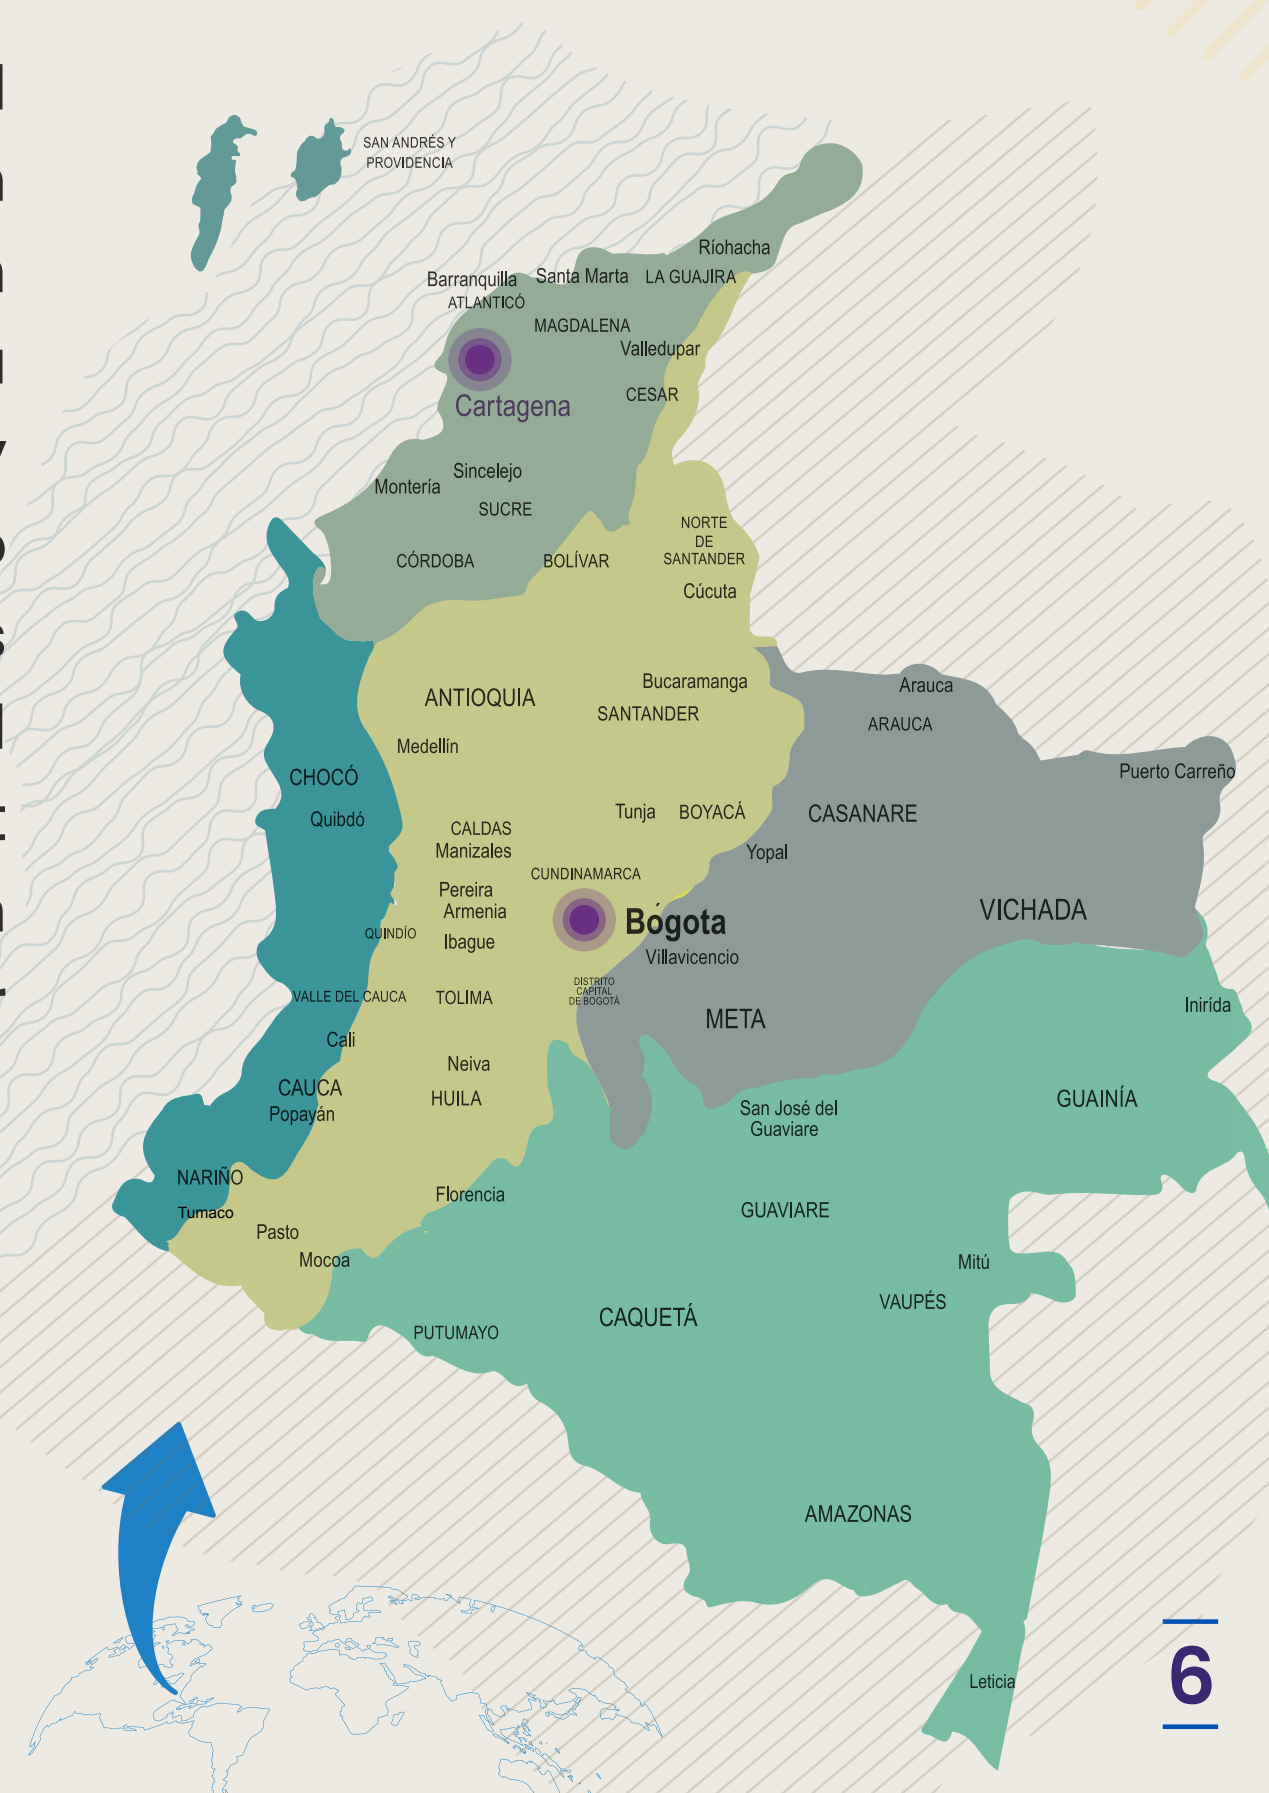 SAN ANDRÉS Y
PROVIDENCIA
Ríohacha
Barranquilla
Santa Marta
LA GUAJIRA
ATLANTICÓ
MAGDALENA
Valledupar
CESAR
Cartagena
Sincelejo
Montería
SUCRE
NORTE
DE
SANTANDER
CÓRDOBA
BOLÍVAR
Cúcuta
Bucaramanga
Arauca
ANTIOQUIA
SANTANDER
ARAUCA
Medellín
CHOCÓ
Puerto Carreño
Quibdó
Tunja
BOYACÁ
CASANARE
CALDAS
Manizales
Yopal
CUNDINAMARCA
Pereira
Armenia
Bógota
VICHADA
QUINDÍO
Ibague
Villavicencio
DISTRITO
CAPITAL
DE BOGOTÁ
VALLE DEL CAUCA
TOLIMA
META
Inirída
Cali
Neiva
CAUCA
HUILA
GUAINÍA
Popayán
San José del
Guaviare
NARIÑO
Florencia
Tumaco
GUAVIARE
Pasto
Mocoa
Mitú
VAUPÉS
CAQUETÁ
PUTUMAYO
AMAZONAS
Leticia
6